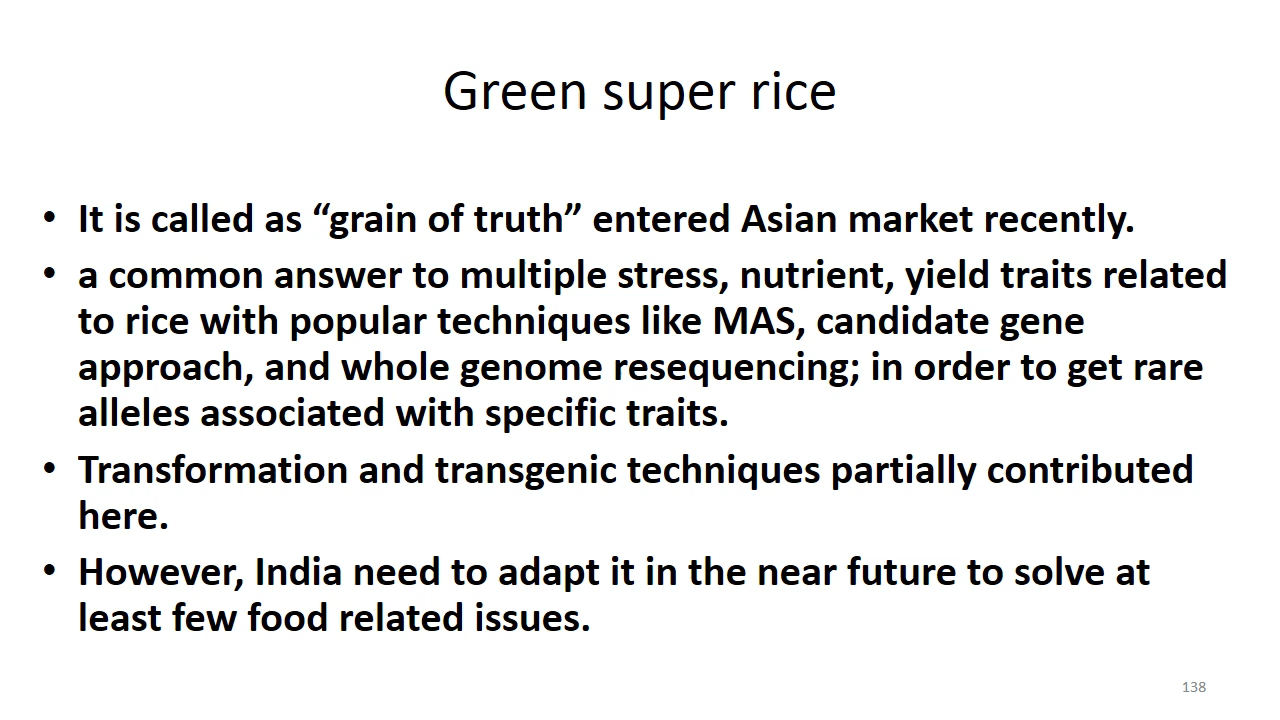 Green super rice
• It is called as “grain of truth” entered Asian market recently.
• a common answer to multiple stress, nutrient, yield traits related
to rice with popular techniques like MAS, candidate gene
approach, and whole genome resequencing; in order to get rare
alleles associated with specific traits.
• Transformation and transgenic techniques partially contributed
here.
• However, India need to adapt it in the near future to solve at
least few food related issues.
138